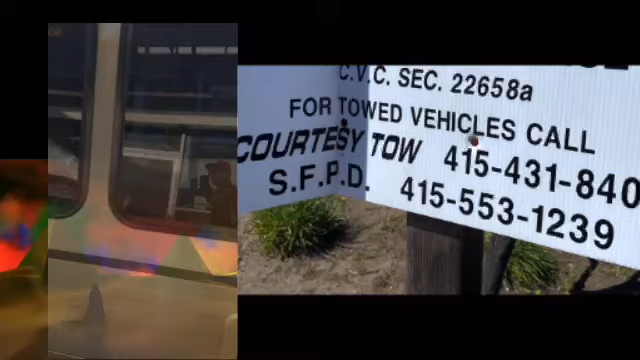 C.V.C. SEC. 22658a
FOR TOWED VEHICLES CALL
COURTESY TOW 415-431-840
S.F.P.D. 415-553-1239